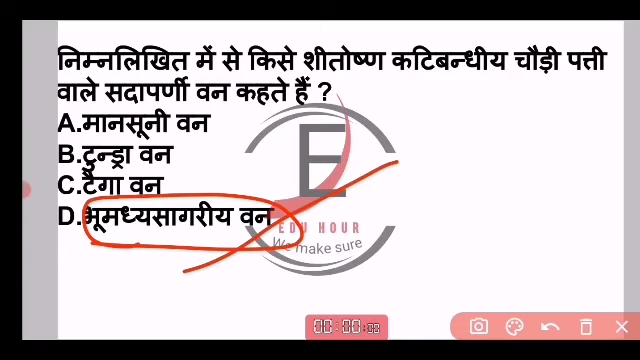 निम्नलिखित में से किसे शीतोष्ण कटिबन्धीय चौड़ी पत्ती
वाले सदापर्णी वन कहते हैं ?
A.मानसूनी वन
B.टुन्ड्रा वन
C.टैगा वन
D.भूमध्यसागरीय वन
E
EDU HOUR
We make sure
00:00:03